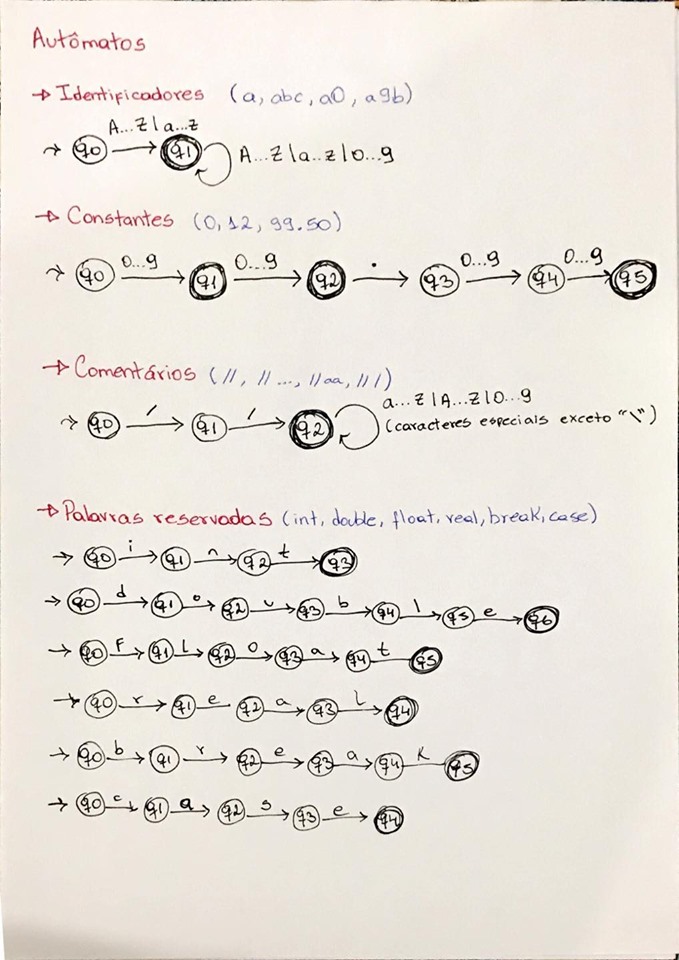 Autômatos
→ Identificadores (a, abc, a0, a9b)
A...Z | a...z
→ q0 → q1 A...Z | a...z | 0...9
→ Constantes (0, 12, 99.50)
0...9 0...9 . 0...9 0...9
→ q0 → q1 → q2 → q3 → q4 → q5
→ Comentários (//, //..., //aa, ///)
a...z | A...Z | 0...9
/ /
→ q0 → q1 → q2 (caracteres especiais exceto "\")
→ Palavras reservadas (int, double, float, real, break, case)
→ q0 i → q1 n → q2 t → q3
→ q0 d → q1 o → q2 u → q3 b → q4 l → q5 e → q6
→ q0 F → q1 l → q2 o → q3 a → q4 t → q5
→ q0 r → q1 e q2 a → q3 l → q4
→ q0 b → q1 r → q2 e → q3 a → q4 k q5
→ q0 c → q1 a → q2 s → q3 e → q4